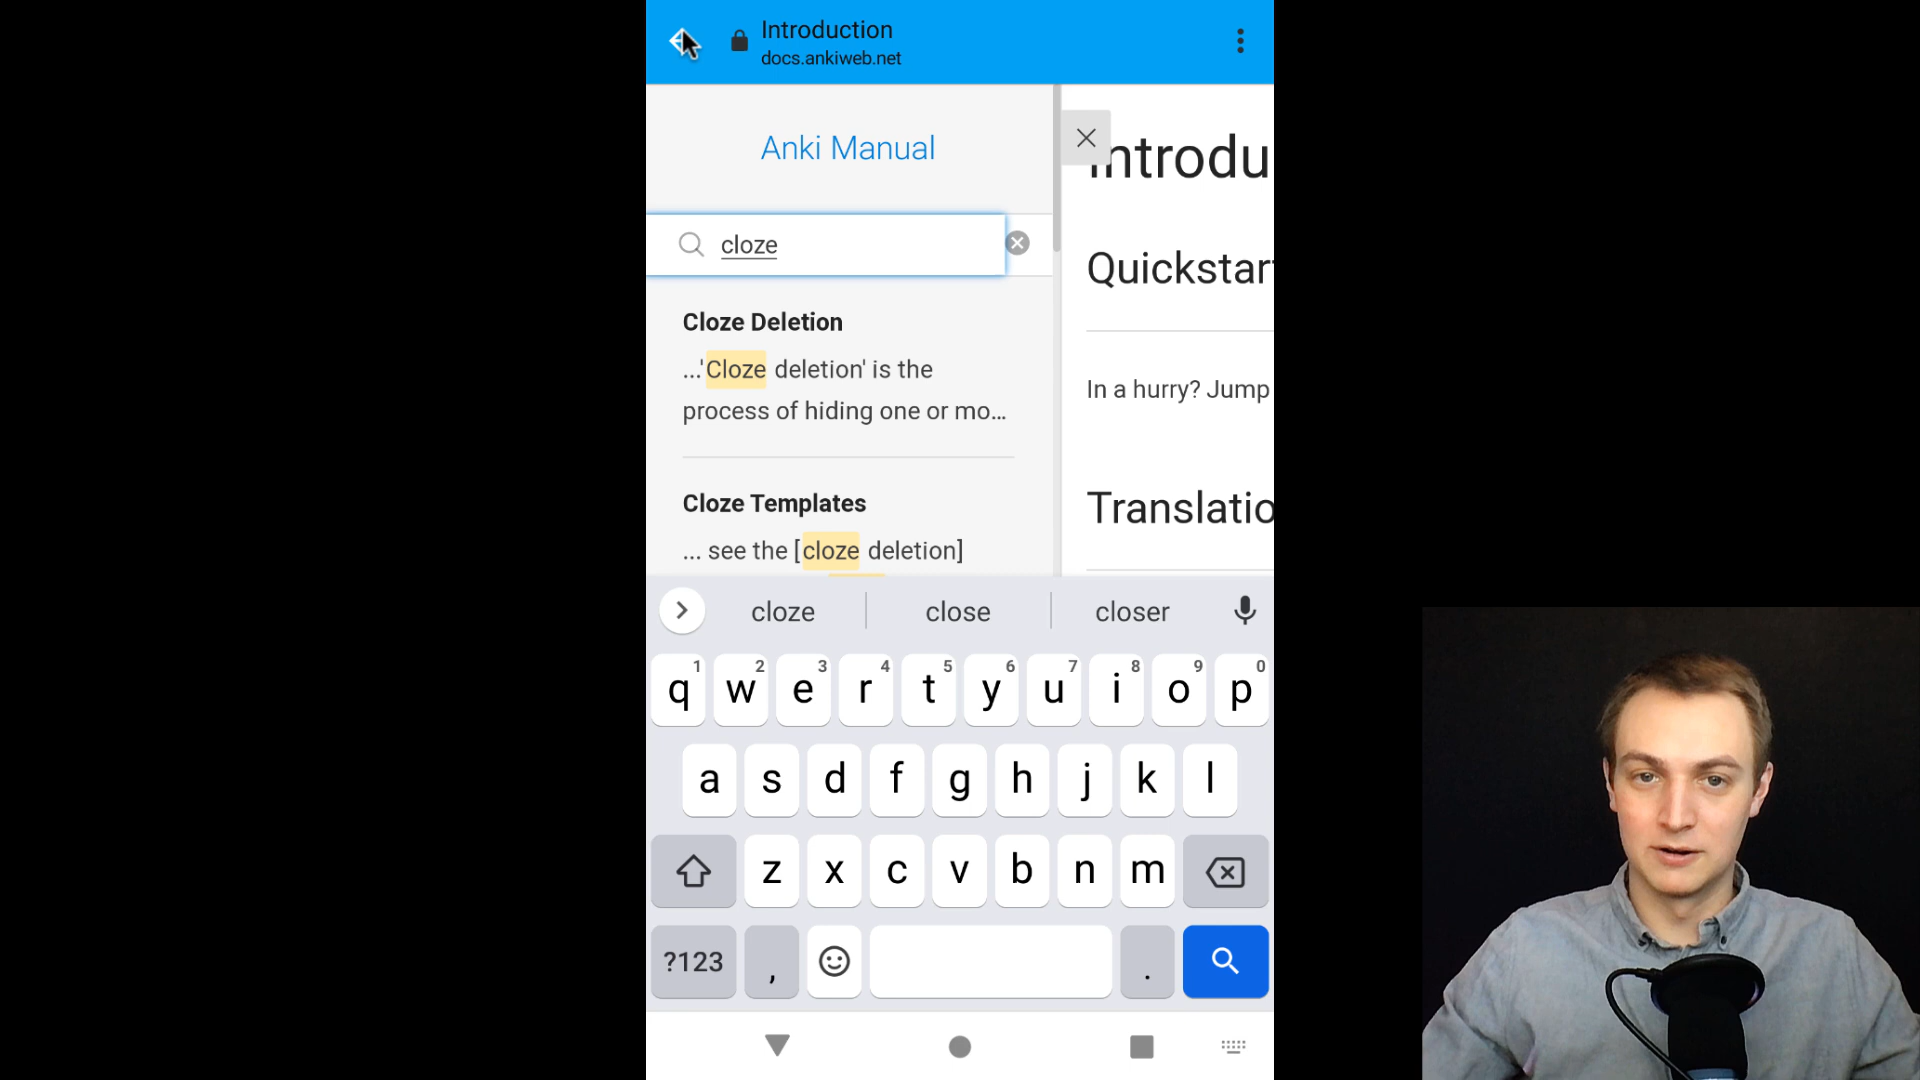 Introduction
docs.ankiweb.net
Anki Manual
Introdu
cloze
Quickstar
Cloze Deletion
...'Cloze deletion' is the
process of hiding one or mo...
In a hurry? Jump
Cloze Templates
... see the [cloze deletion]
Translatio
cloze close closer
1 2 3 4 5 6 7 8 9 0
q w e r t y u i o p
a s d f g h j k l
z x c v b n m
?123 , .